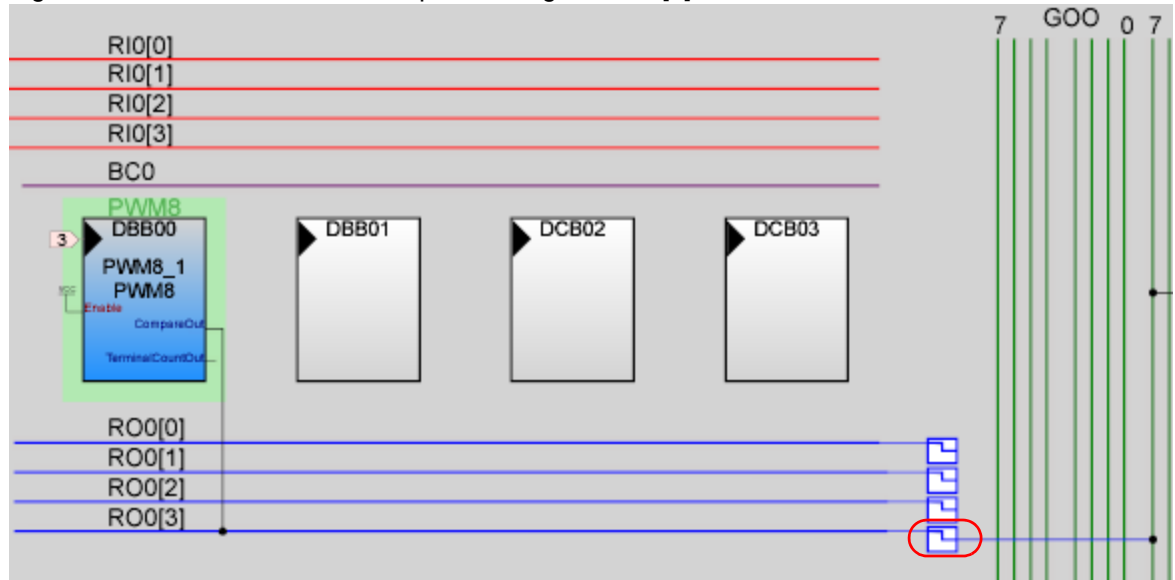 7 GOO 0 7
RI0[0]
RI0[1]
RI0[2]
RI0[3]
BC0
PWM8
DBB00
DBB01
DCB02
DCB03
3
PWM8_1
PWM8
VCC
Enable
CompareOut
TerminalCountOut
RO0[0]
RO0[1]
RO0[2]
RO0[3]